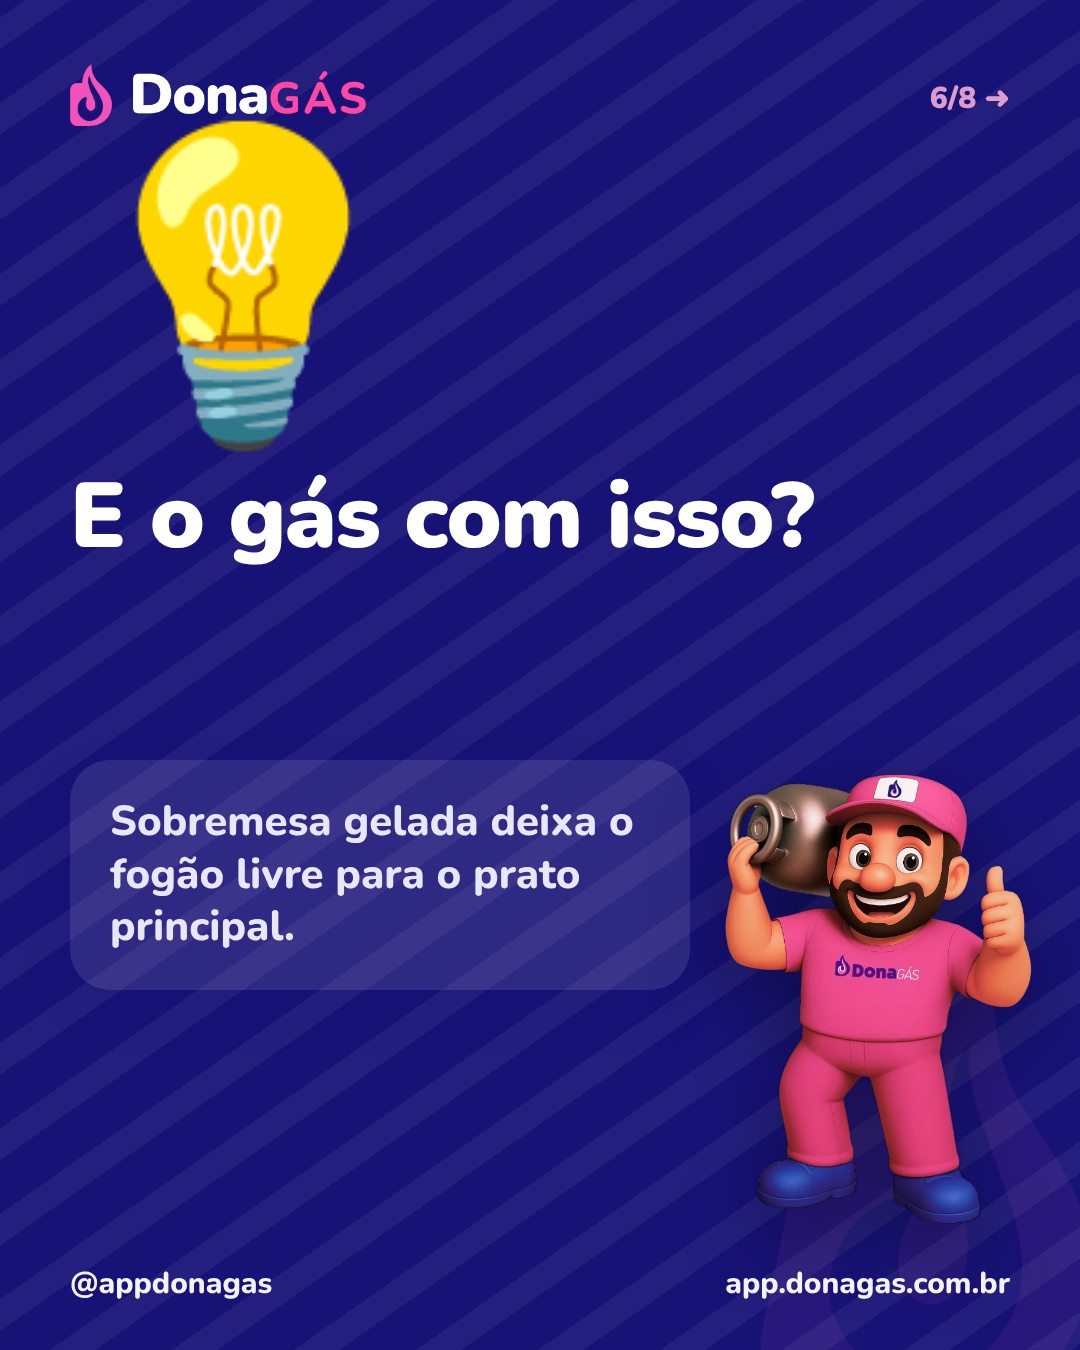 DonaGÁS
6/8 →
E o gás com isso?
Sobremesa gelada deixa o
fogão livre para o prato
principal.
DonaGÁS
@appdonagas
app.donagas.com.br